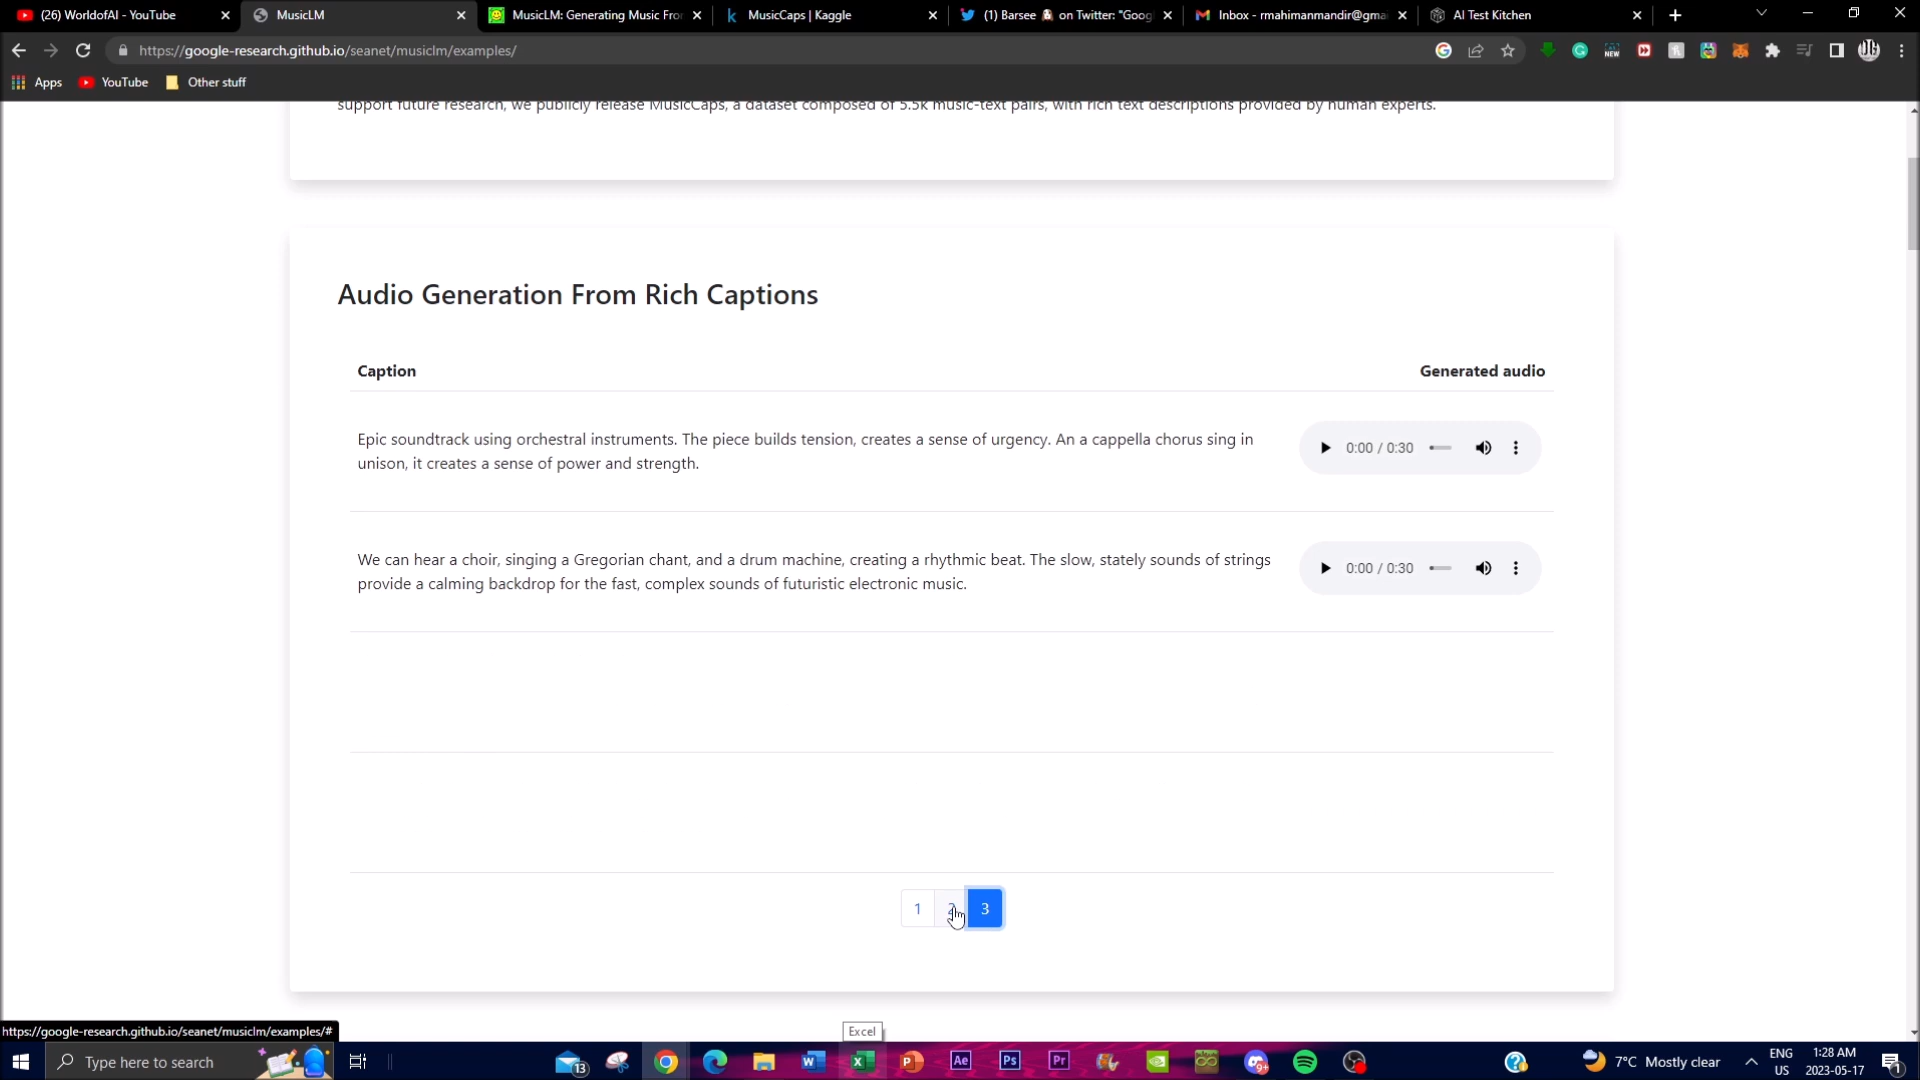 (26) WorldofAI - YouTube
MusicLM
MusicLM: Generating Music Fro
MusicCaps | Kaggle
(1) Barsee on Twitter: "Goog
Inbox - rmahimanmandir@gma
AI Test Kitchen
https://google-research.github.io/seanet/musiclm/examples/
NEW
Apps
YouTube
Other stuff
support future research, we publicly release MusicCaps, a dataset composed of 5.5k music-text pairs, with rich text descriptions provided by human experts.
Audio Generation From Rich Captions
Caption
Generated audio
Epic soundtrack using orchestral instruments. The piece builds tension, creates a sense of urgency. An a cappella chorus sing in
unison, it creates a sense of power and strength.
0:00 / 0:30
We can hear a choir, singing a Gregorian chant, and a drum machine, creating a rhythmic beat. The slow, stately sounds of strings
provide a calming backdrop for the fast, complex sounds of futuristic electronic music.
0:00 / 0:30
1 2 3
https://google-research.github.io/seanet/musiclm/examples/#
Excel
Type here to search
13
Ae
Ps
Pr
7°C Mostly clear
ENG
US
1:28 AM
2023-05-17
1